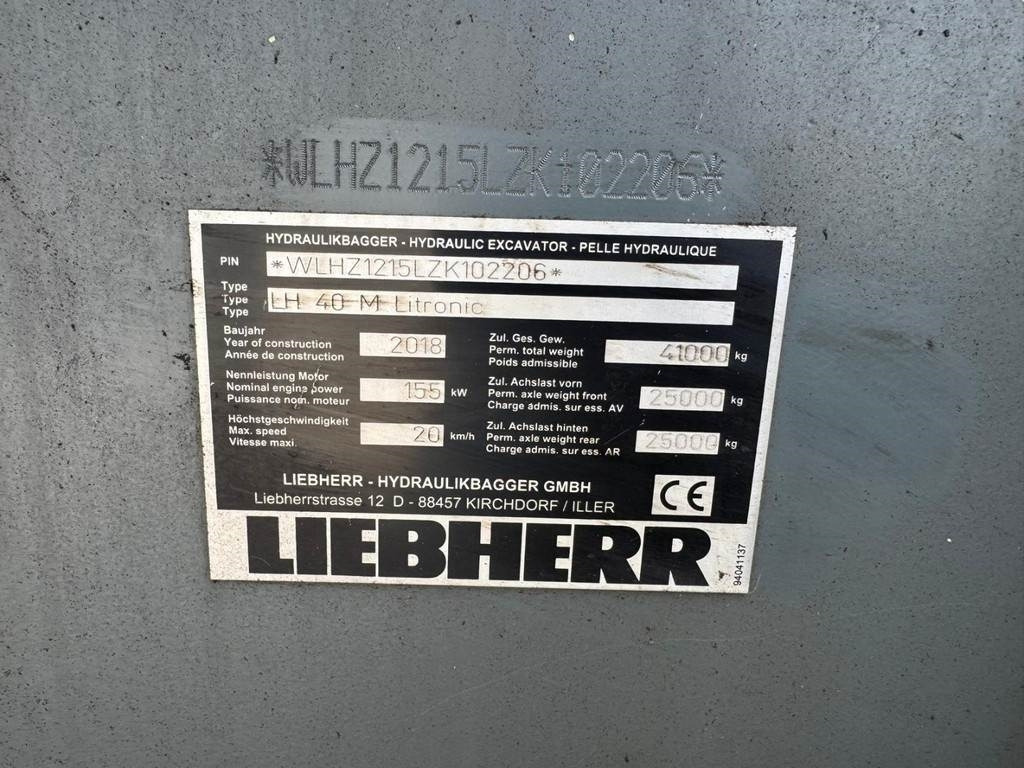 *WLHZ1215LZK102206*
HYDRAULIKBAGGER - HYDRAULIC EXCAVATOR - PELLE HYDRAULIQUE
PIN *WLHZ1215LZK102206*
Type
Type LH 40 M Litronic
Type
Baujahr
Year of construction 2018
Année de construction
Zul. Ges. Gew.
Perm. total weight 41000 kg
Poids admissible
Nennleistung Motor
Nominal engine power 155 kW
Puissance nom. moteur
Zul. Achslast vorn
Perm. axle weight front 25000 kg
Charge admis. sur ess. AV
Höchstgeschwindigkeit
Max. speed 20 km/h
Vitesse maxi.
Zul. Achslast hinten
Perm. axle weight rear 25000 kg
Charge admis. sur ess. AR
LIEBHERR - HYDRAULIKBAGGER GMBH
Liebherrstrasse 12 D - 88457 KIRCHDORF / ILLER
CE
LIEBHERR
94041137